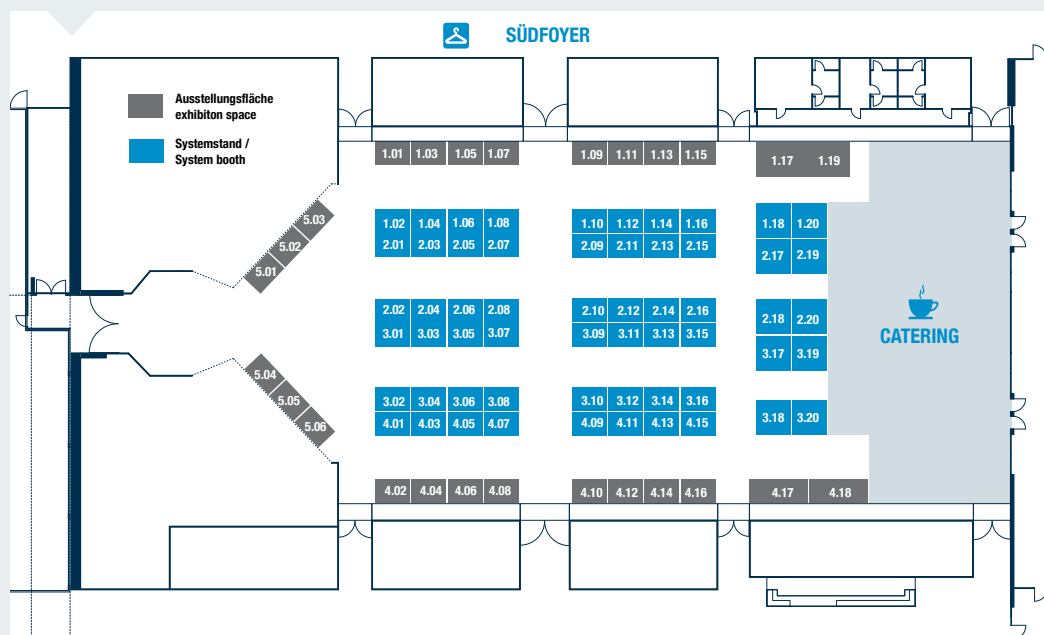 SÜDFOYER
Ausstellungsfläche
exhibiton space
Systemstand /
System booth
1.01 1.03 1.05 1.07 1.09 1.11 1.13 1.15 1.17 1.19
5.03
5.02
5.01
1.02 1.04 1.06 1.08 1.10 1.12 1.14 1.16 1.18 1.20
2.01 2.03 2.05 2.07 2.09 2.11 2.13 2.15 2.17 2.19
2.02 2.04 2.06 2.08 2.10 2.12 2.14 2.16 2.18 2.20
3.01 3.03 3.05 3.07 3.09 3.11 3.13 3.15 3.17 3.19
CATERING
5.04
5.05
5.06
3.02 3.04 3.06 3.08 3.10 3.12 3.14 3.16 3.18 3.20
4.01 4.03 4.05 4.07 4.09 4.11 4.13 4.15
4.02 4.04 4.06 4.08 4.10 4.12 4.14 4.16 4.17 4.18